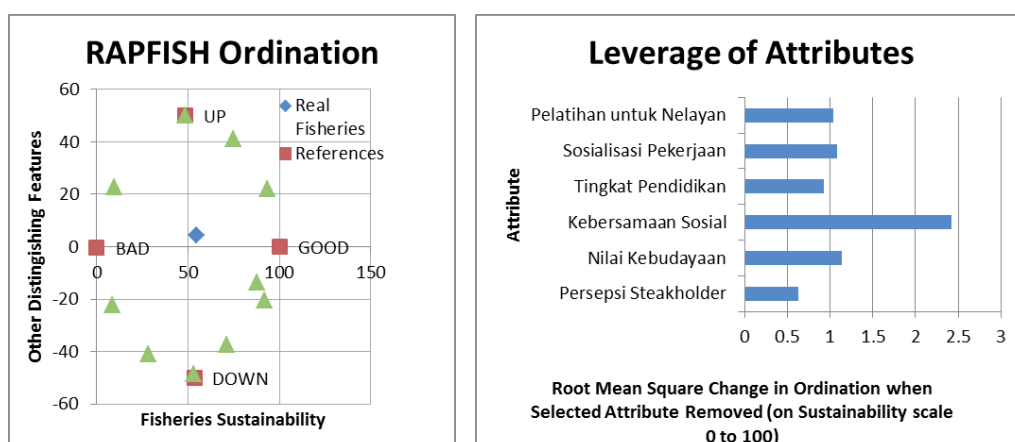 RAPFISH Ordination
60
40
20
0
-20
-40
-60
0
50
100
150
UP
BAD
GOOD
DOWN
Real
Fisheries
References
Other Distingishing Features
Fisheries Sustainability
Leverage of Attributes
Attribute
Pelatihan untuk Nelayan
Sosialisasi Pekerjaan
Tingkat Pendidikan
Kebersamaan Sosial
Nilai Kebudayaan
Persepsi Steakholder
0
0.5
1
1.5
2
2.5
3
Root Mean Square Change in Ordination when
Selected Attribute Removed (on Sustainability scale
0 to 100)